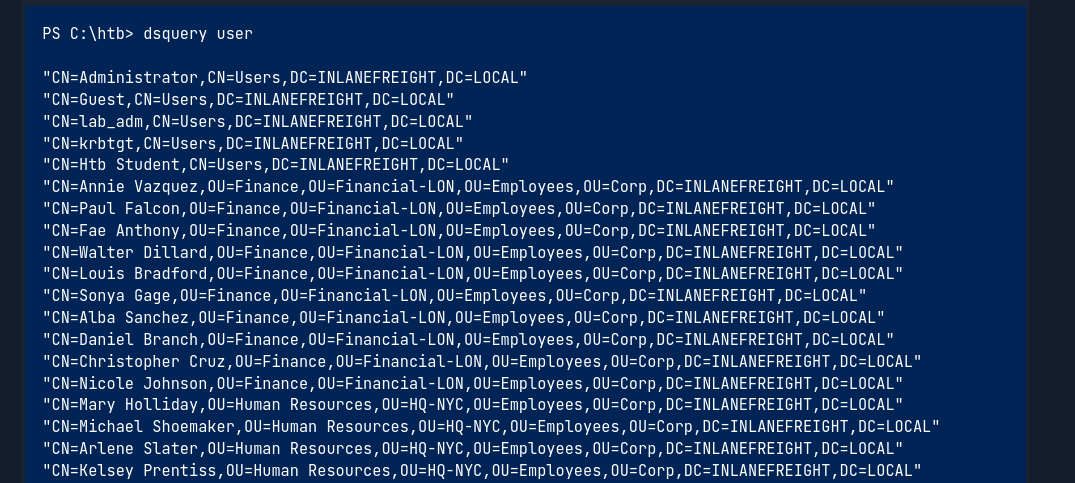 PS C:\htb> dsquery user
"CN=Administrator,CN=Users,DC=INLANEFREIGHT,DC=LOCAL"
"CN=Guest,CN=Users,DC=INLANEFREIGHT,DC=LOCAL"
"CN=lab_adm,CN=Users,DC=INLANEFREIGHT,DC=LOCAL"
"CN=krbtgt,CN=Users,DC=INLANEFREIGHT,DC=LOCAL"
"CN=Htb Student,CN=Users,DC=INLANEFREIGHT,DC=LOCAL"
"CN=Annie Vazquez,OU=Finance,OU=Financial-LON,OU=Employees,OU=Corp,DC=INLANEFREIGHT,DC=LOCAL"
"CN=Paul Falcon,OU=Finance,OU=Financial-LON,OU=Employees,OU=Corp,DC=INLANEFREIGHT,DC=LOCAL"
"CN=Fae Anthony,OU=Finance,OU=Financial-LON,OU=Employees,OU=Corp,DC=INLANEFREIGHT,DC=LOCAL"
"CN=Walter Dillard,OU=Finance,OU=Financial-LON,OU=Employees,OU=Corp,DC=INLANEFREIGHT,DC=LOCAL"
"CN=Louis Bradford,OU=Finance,OU=Financial-LON,OU=Employees,OU=Corp,DC=INLANEFREIGHT,DC=LOCAL"
"CN=Sonya Gage,OU=Finance,OU=Financial-LON,OU=Employees,OU=Corp,DC=INLANEFREIGHT,DC=LOCAL"
"CN=Alba Sanchez,OU=Finance,OU=Financial-LON,OU=Employees,OU=Corp,DC=INLANEFREIGHT,DC=LOCAL"
"CN=Daniel Branch,OU=Finance,OU=Financial-LON,OU=Employees,OU=Corp,DC=INLANEFREIGHT,DC=LOCAL"
"CN=Christopher Cruz,OU=Finance,OU=Financial-LON,OU=Employees,OU=Corp,DC=INLANEFREIGHT,DC=LOCAL"
"CN=Nicole Johnson,OU=Finance,OU=Financial-LON,OU=Employees,OU=Corp,DC=INLANEFREIGHT,DC=LOCAL"
"CN=Mary Holliday,OU=Human Resources,OU=HQ-NYC,OU=Employees,OU=Corp,DC=INLANEFREIGHT,DC=LOCAL"
"CN=Michael Shoemaker,OU=Human Resources,OU=HQ-NYC,OU=Employees,OU=Corp,DC=INLANEFREIGHT,DC=LOCAL"
"CN=Arlene Slater,OU=Human Resources,OU=HQ-NYC,OU=Employees,OU=Corp,DC=INLANEFREIGHT,DC=LOCAL"
"CN=Kelsey Prentiss,OU=Human Resources,OU=HQ-NYC,OU=Employees,OU=Corp,DC=INLANEFREIGHT,DC=LOCAL"